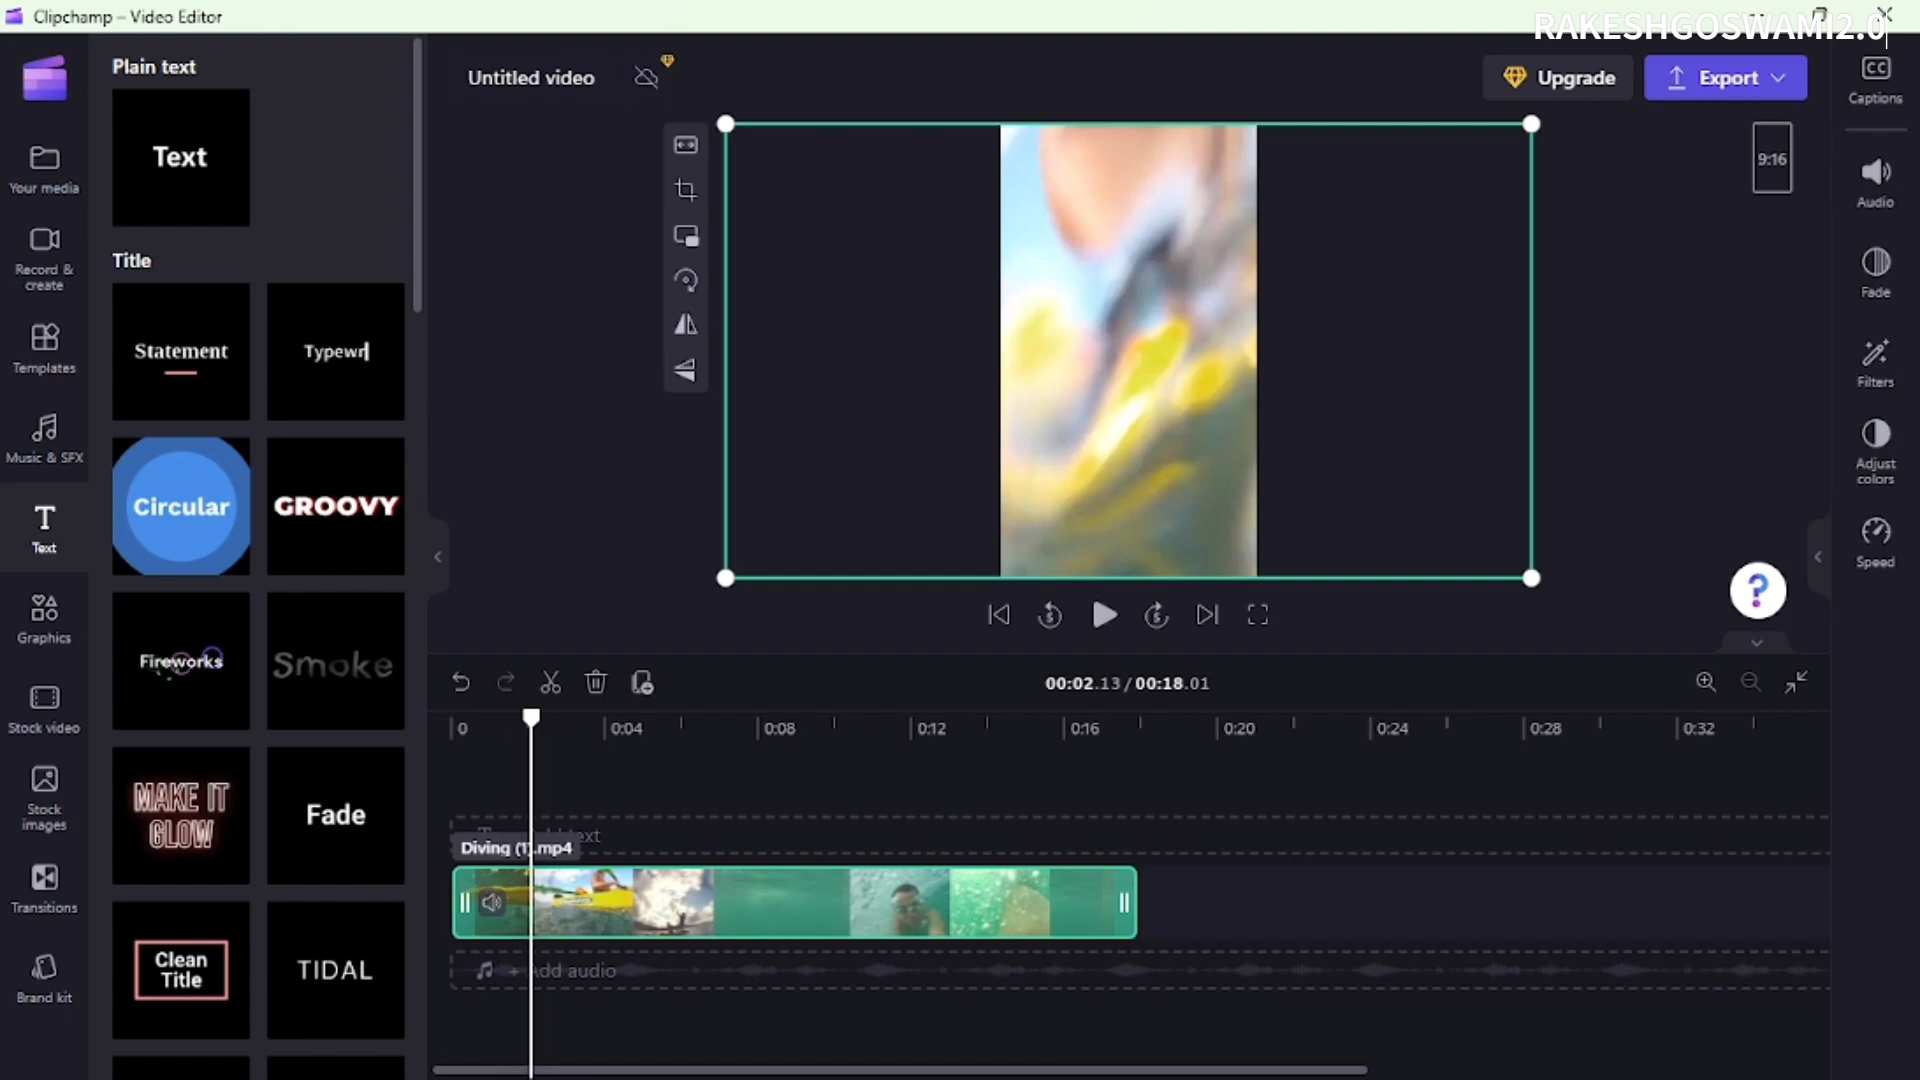 Clipchamp – Video Editor
RAKESHGOSWAMI2.0
Untitled video
Upgrade
Export
9:16
Your media
Record &
create
Templates
Music & SFX
Text
Graphics
Stock video
Stock
images
Transitions
Brand kit
Plain text
Text
Title
Statement
Typewr
Circular
GROOVY
Fireworks
Smoke
MAKE IT
GLOW
Fade
Clean
Title
TIDAL
Captions
Audio
Fade
Filters
Adjust
colors
Speed
?
00:02.13 / 00:18.01
0
0:04
0:08
0:12
0:16
0:20
0:24
0:28
0:32
text
Diving (1).mp4
+ Add audio